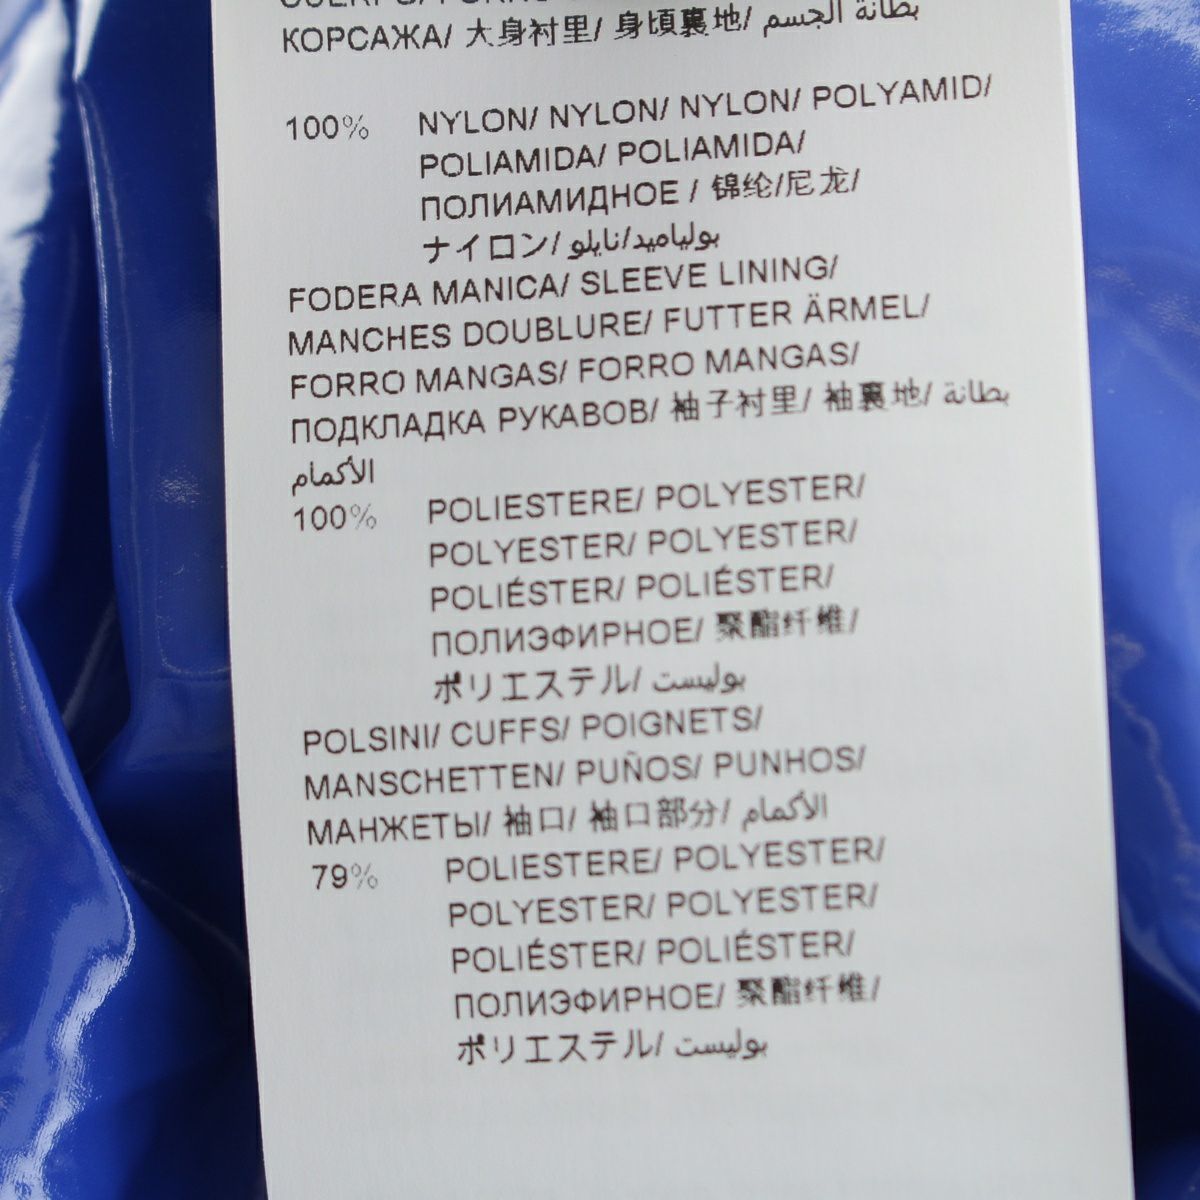 КОРСАЖА/ 大身衬里/ 身頃裏地/ بطانة الجسم
100% NYLON/ NYLON/ NYLON/ POLYAMID/
POLIAMIDA/ POLIAMIDA/
ПОЛИАМИДНОЕ / 锦纶/尼龙/
ナイロン/ بولياميد/نايلو
FODERA MANICA/ SLEEVE LINING/
MANCHES DOUBLURE/ FUTTER ÄRMEL/
FORRO MANGAS/ FORRO MANGAS/
ПОДКЛАДКА РУКАВОВ/ 袖子衬里/ 袖裏地/ بطانة
الأكمام
100% POLIESTERE/ POLYESTER/
POLYESTER/ POLYESTER/
POLIÉSTER/ POLIÉSTER/
ПОЛИЭФИРНОЕ/ 聚酯纤维/
ポリエステル/ بوليست
POLSINI/ CUFFS/ POIGNETS/
MANSCHETTEN/ PUÑOS/ PUNHOS/
МАНЖЕТЫ/ 袖口/ 袖口部分/ الأكمام
79% POLIESTERE/ POLYESTER/
POLYESTER/ POLYESTER/
POLIÉSTER/ POLIÉSTER/
ПОЛИЭФИРНОЕ/ 聚酯纤维/
ポリエステル/ بوليست